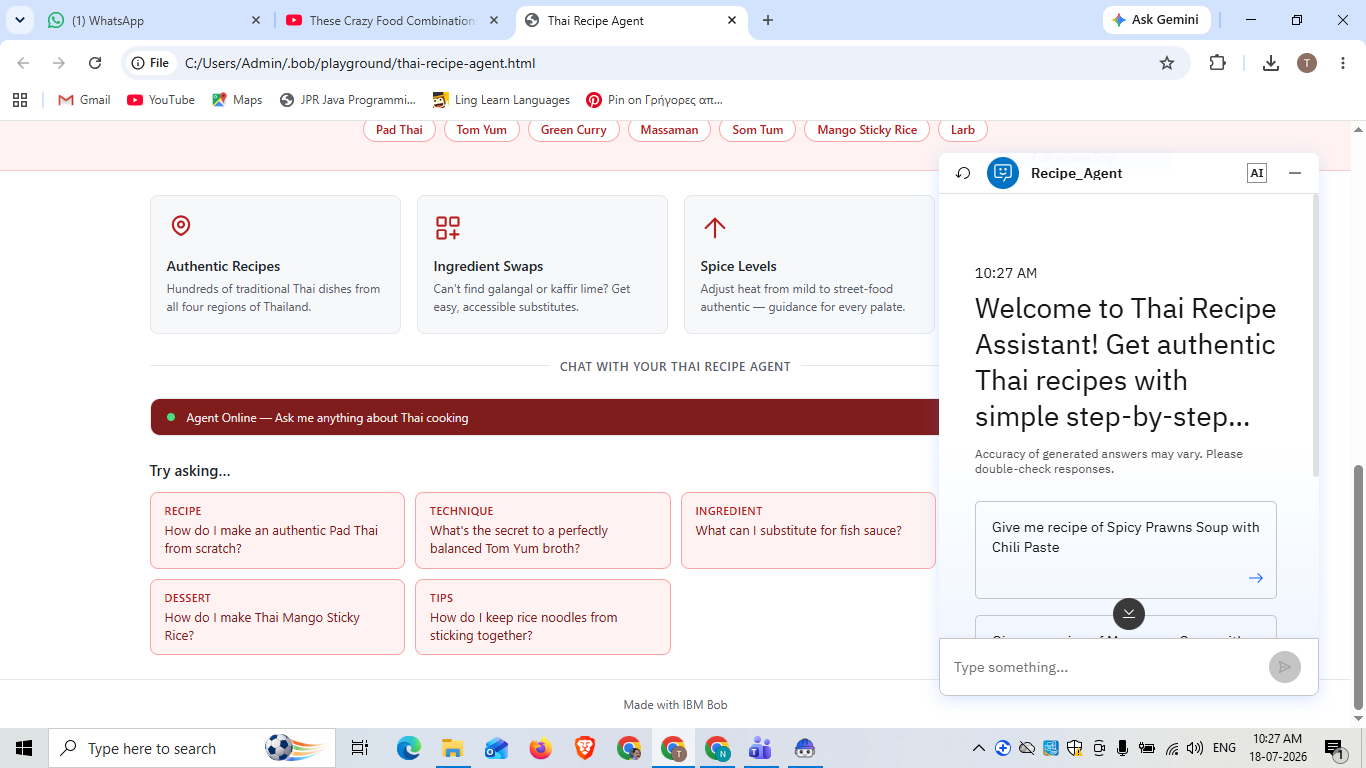 (1) WhatsApp
These Crazy Food Combination
Thai Recipe Agent
Ask Gemini
File
C:/Users/Admin/.bob/playground/thai-recipe-agent.html
T
Gmail
YouTube
Maps
JPR Java Programmi...
Ling Learn Languages
Pin on Γρήγορες απ...
Pad Thai
Tom Yum
Green Curry
Massaman
Som Tum
Mango Sticky Rice
Larb
Authentic Recipes
Hundreds of traditional Thai dishes from
all four regions of Thailand.
Ingredient Swaps
Can't find galangal or kaffir lime? Get
easy, accessible substitutes.
Spice Levels
Adjust heat from mild to street-food
authentic — guidance for every palate.
CHAT WITH YOUR THAI RECIPE AGENT
Agent Online — Ask me anything about Thai cooking
Try asking...
RECIPE
How do I make an authentic Pad Thai
from scratch?
TECHNIQUE
What's the secret to a perfectly
balanced Tom Yum broth?
INGREDIENT
What can I substitute for fish sauce?
DESSERT
How do I make Thai Mango Sticky
Rice?
TIPS
How do I keep rice noodles from
sticking together?
Made with IBM Bob
Recipe_Agent
AI
10:27 AM
Welcome to Thai Recipe
Assistant! Get authentic
Thai recipes with
simple step-by-step...
Accuracy of generated answers may vary. Please
double-check responses.
Give me recipe of Spicy Prawns Soup with
Chili Paste
Type something...
Type here to search
T
N
ENG
10:27 AM
18-07-2026
1